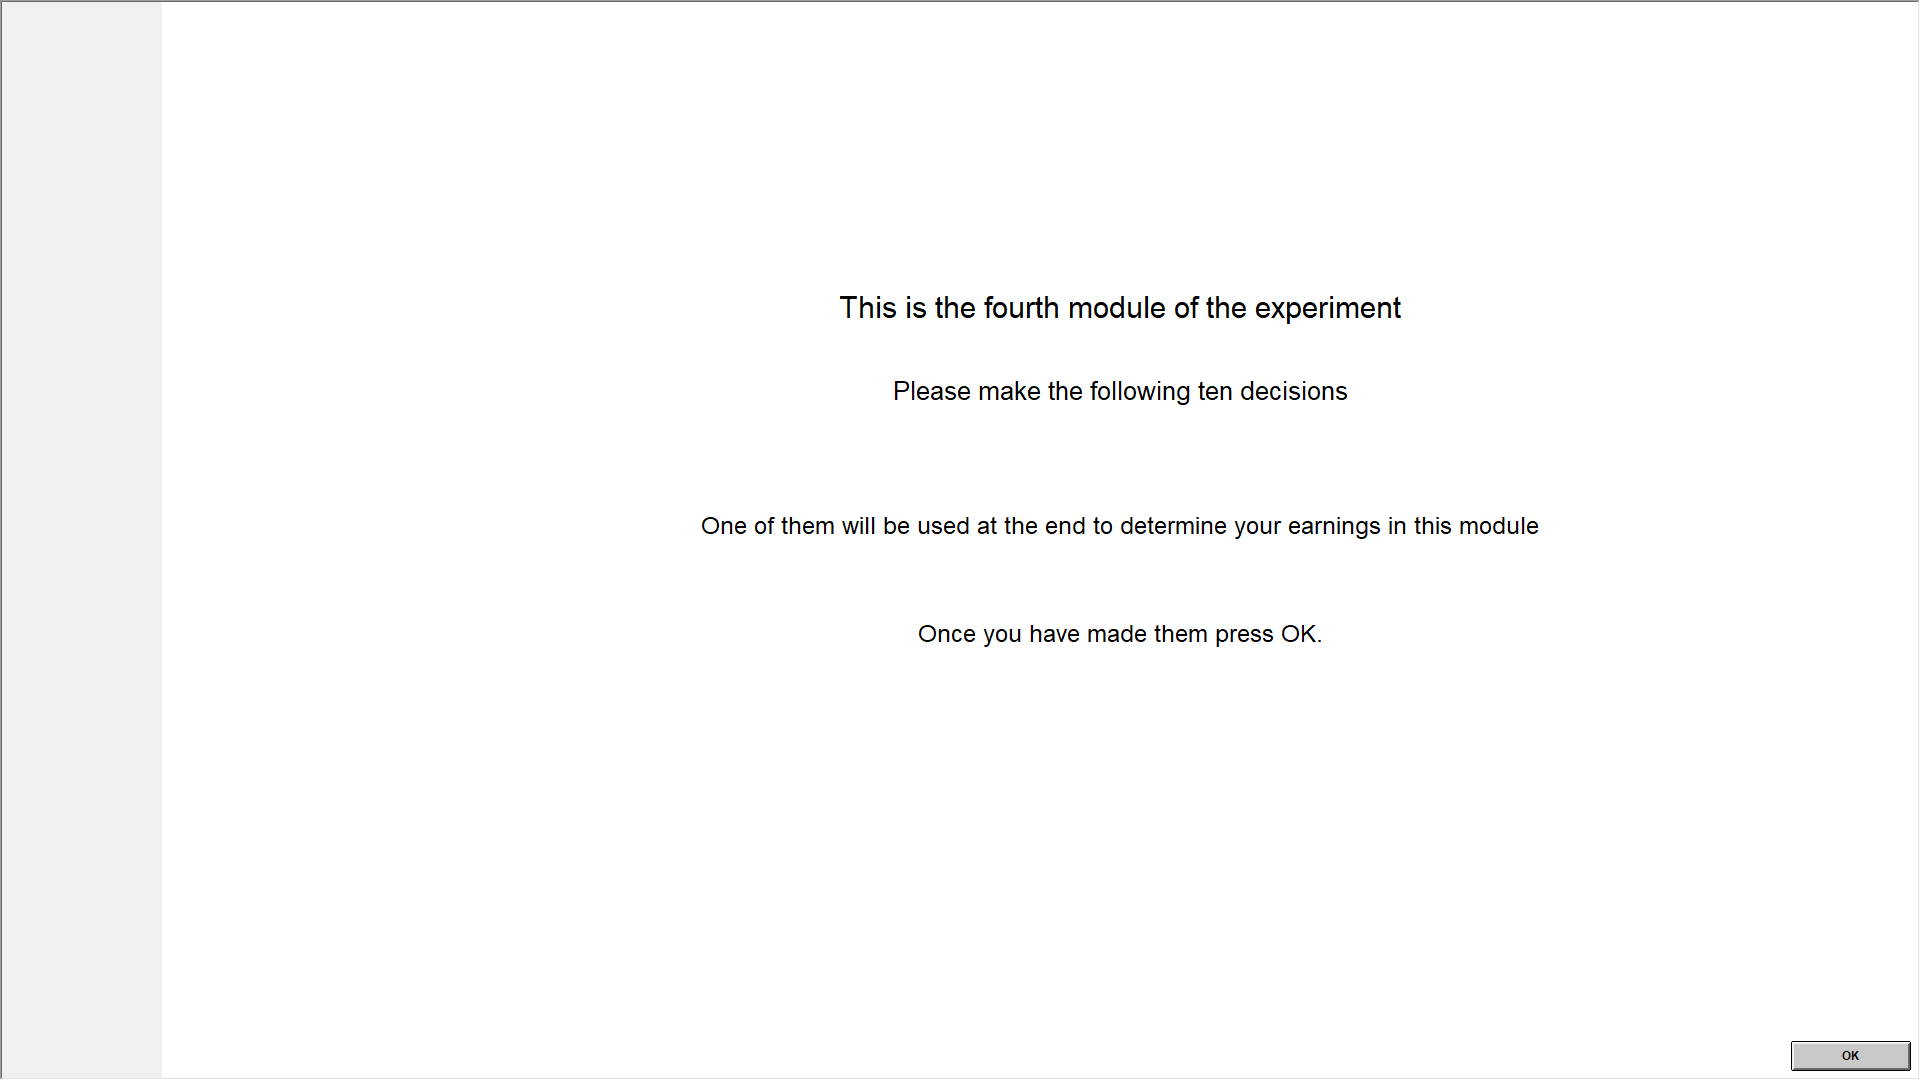 This is the fourth module of the experiment
Please make the following ten decisions
One of them will be used at the end to determine your earnings in this module
Once you have made them press OK.
OK